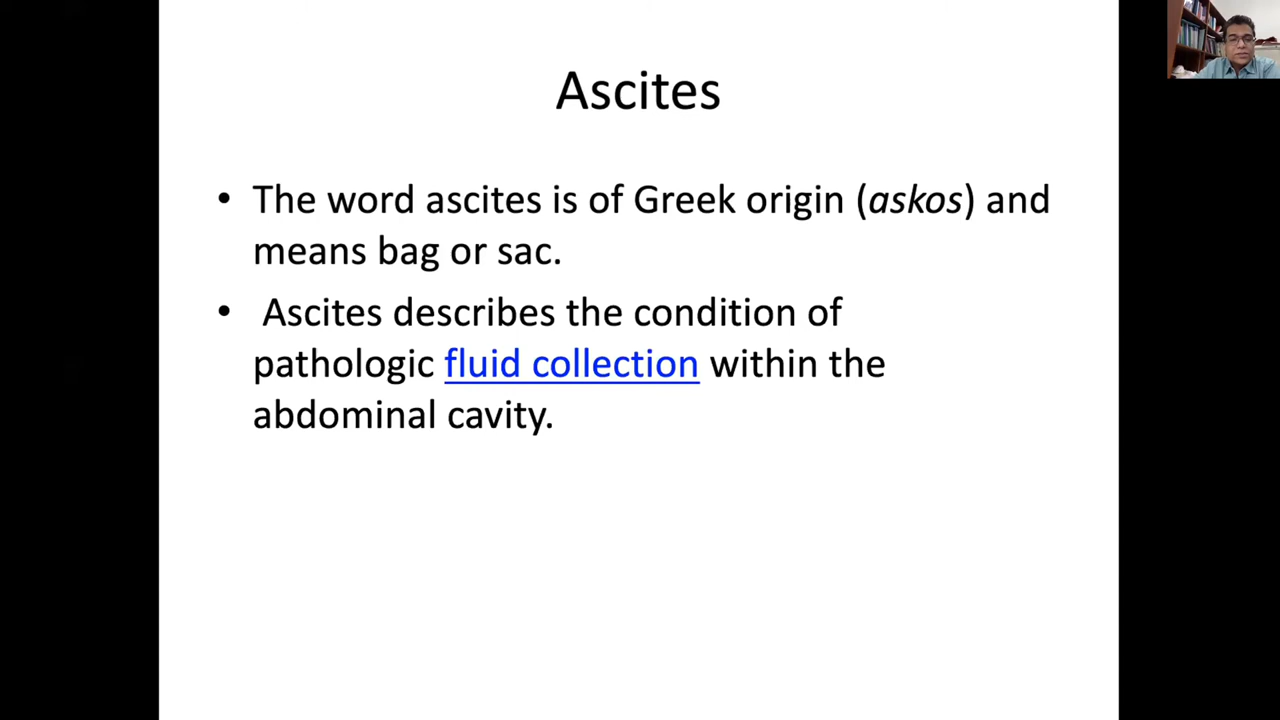 Ascites
• The word ascites is of Greek origin (askos) and
means bag or sac.
• Ascites describes the condition of
pathologic fluid collection within the
abdominal cavity.